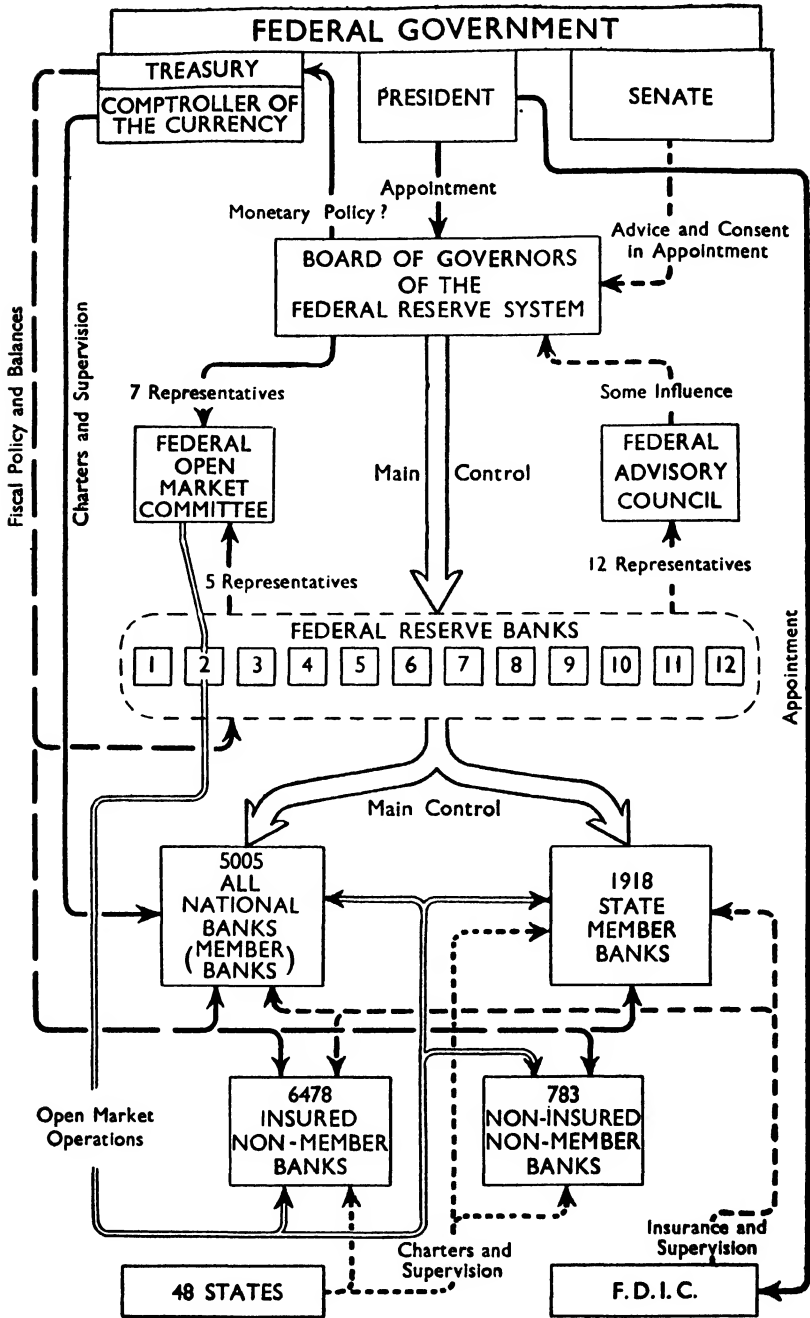 FEDERAL GOVERNMENT
TREASURY
COMPTROLLER OF
THE CURRENCY
PRESIDENT
SENATE
Appointment
Monetary Policy ?
Advice and Consent
in Appointment
BOARD OF GOVERNORS
OF THE
FEDERAL RESERVE SYSTEM
Fiscal Policy and Balances
Charters and Supervision
7 Representatives
Some Influence
FEDERAL
OPEN
MARKET
COMMITTEE
Main Control
FEDERAL
ADVISORY
COUNCIL
5 Representatives
12 Representatives
Appointment
FEDERAL RESERVE BANKS
1 2 3 4 5 6 7 8 9 10 11 12
Main Control
5005
ALL
NATIONAL
BANKS
(MEMBER
BANKS)
1918
STATE
MEMBER
BANKS
6478
INSURED
NON-MEMBER
BANKS
783
NON-INSURED
NON-MEMBER
BANKS
Open Market
Operations
Charters and
Supervision
Insurance and
Supervision
48 STATES
F.D.I.C.